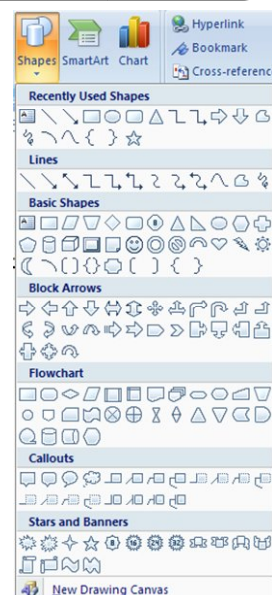 Shapes SmartArt Chart
Hyperlink
Bookmark
Cross-referenc
Recently Used Shapes
Lines
Basic Shapes
Block Arrows
Flowchart
Callouts
Stars and Banners
New Drawing Canvas